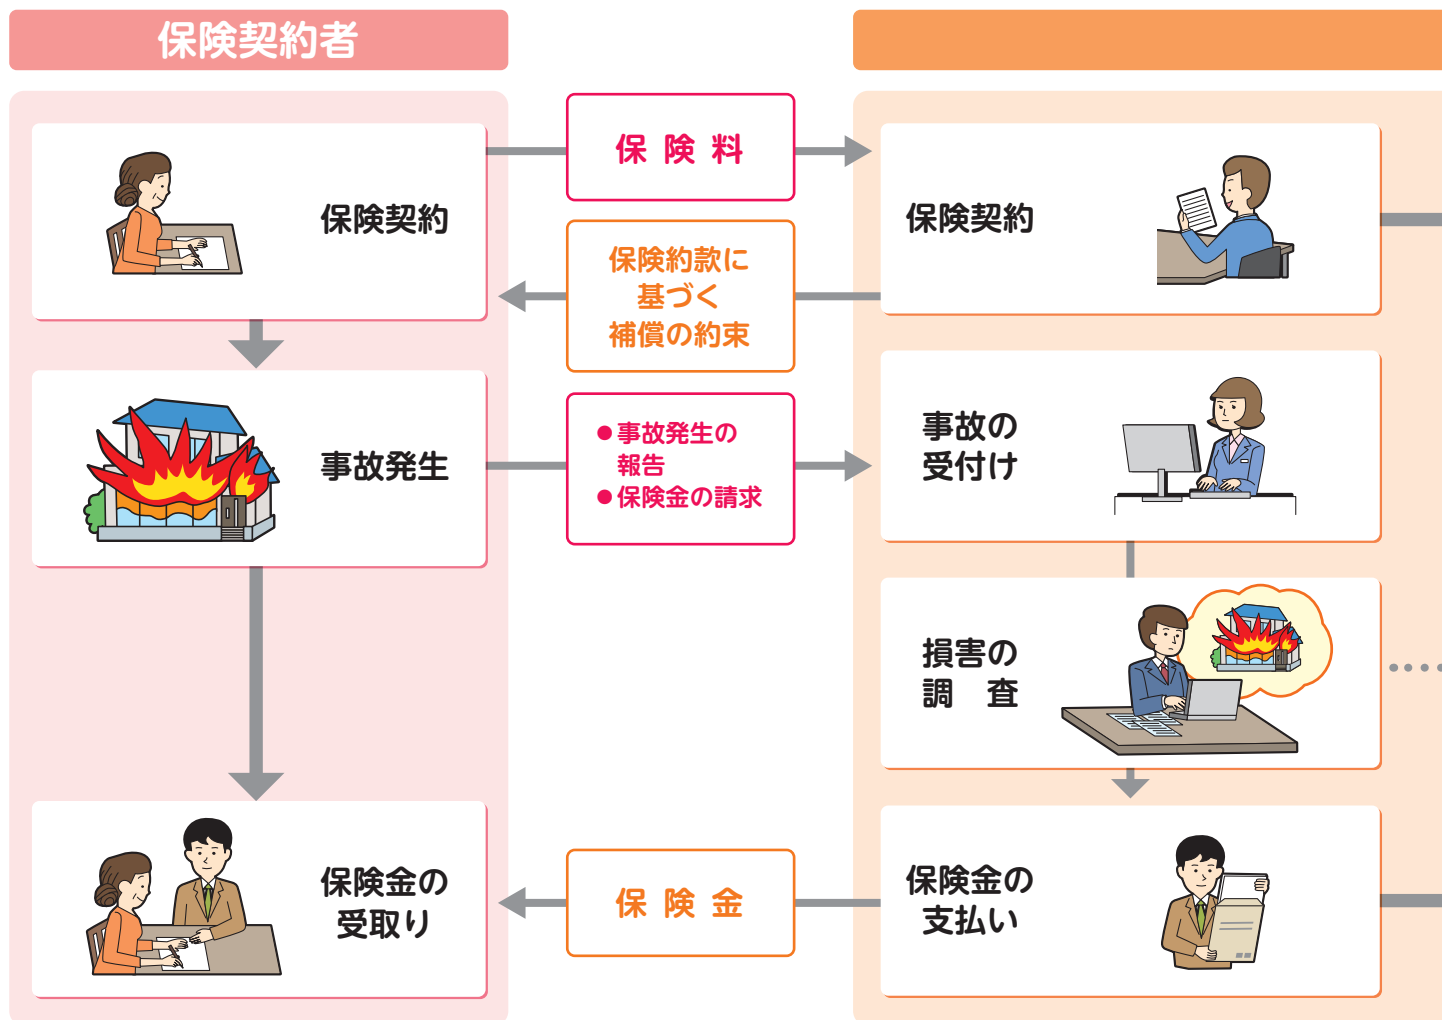 保険契約者
保険契約
保険料
保険契約
保険約款に
基づく
補償の約束
事故発生
●事故発生の
報告
●保険金の請求
事故の
受付け
損害の
調　査
保険金の
受取り
保険金
保険金の
支払い